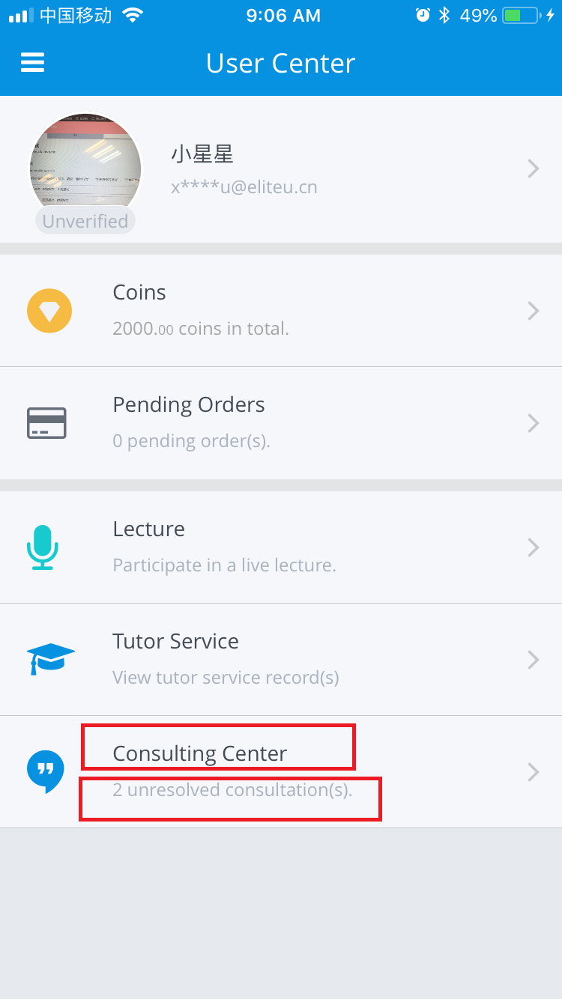 中国移动 9:06 AM 49%
User Center
小星星
x****u@eliteu.cn
Unverified
Coins
2000.00 coins in total.
Pending Orders
0 pending order(s).
Lecture
Participate in a live lecture.
Tutor Service
View tutor service record(s)
Consulting Center
2 unresolved consultation(s).